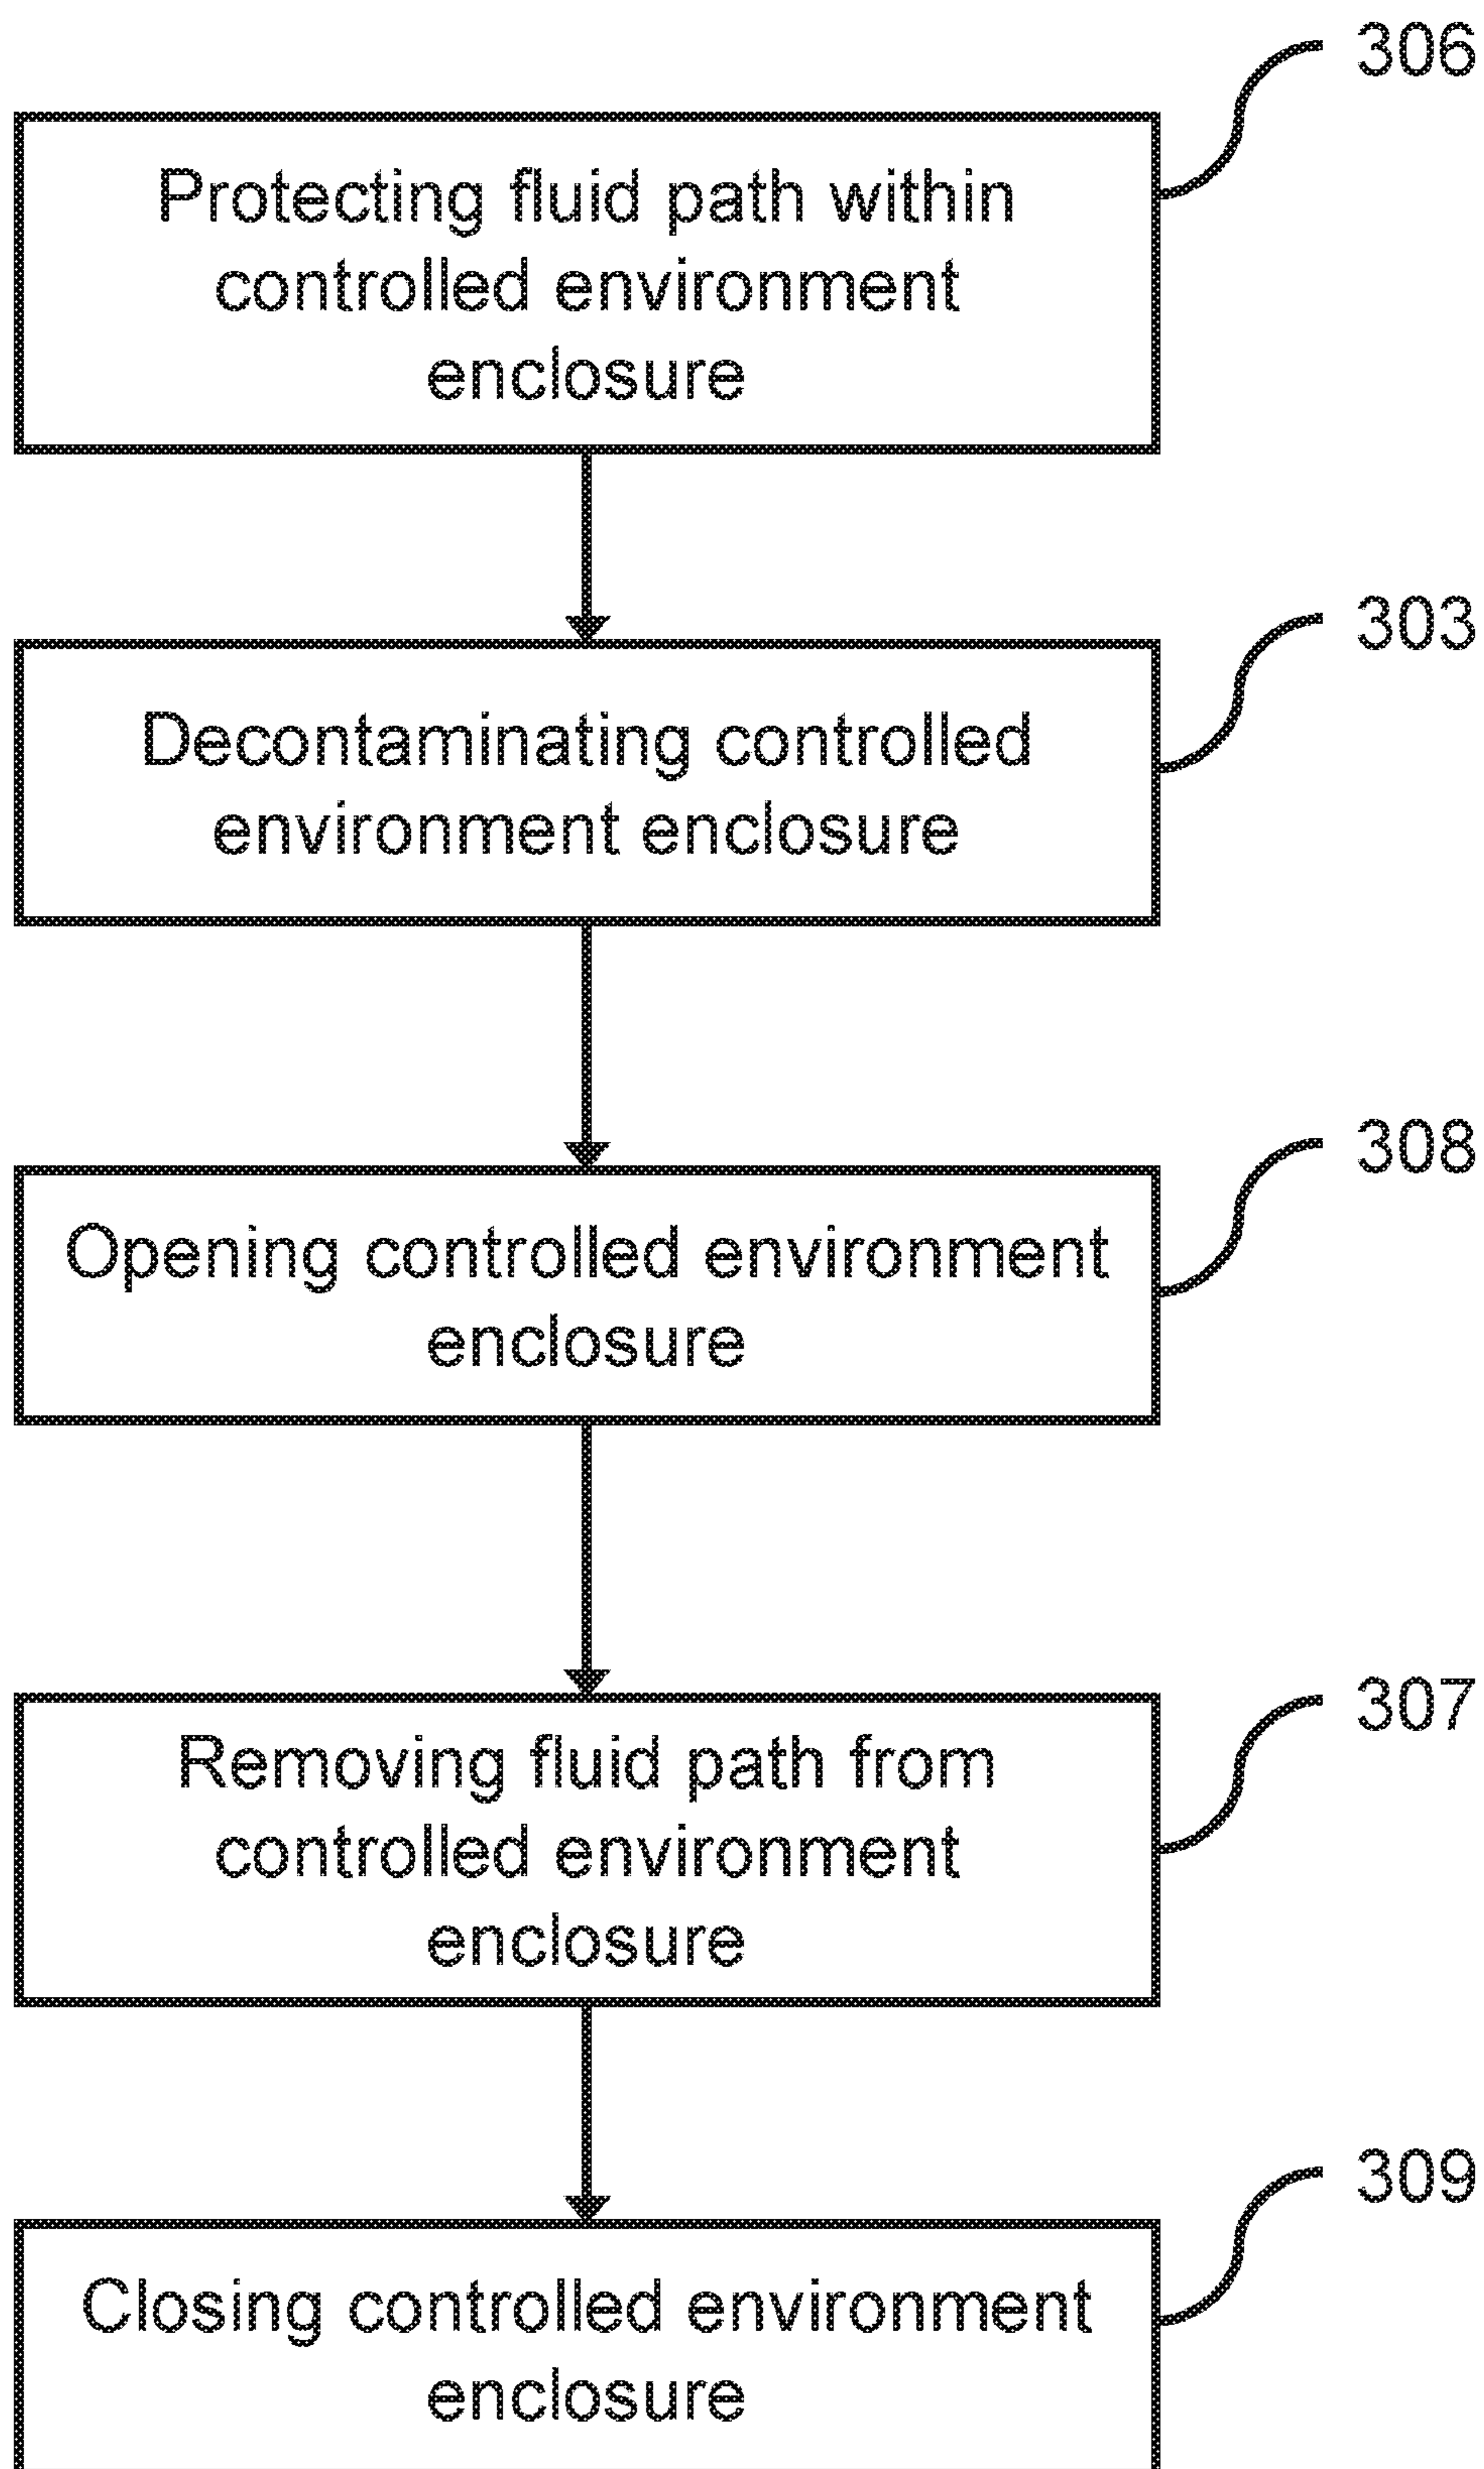 306
Protecting fluid path within
controlled environment
enclosure
303
Decontaminating controlled
environment enclosure
308
Opening controlled environment
enclosure
307
Removing fluid path from
controlled environment
enclosure
309
Closing controlled environment
enclosure